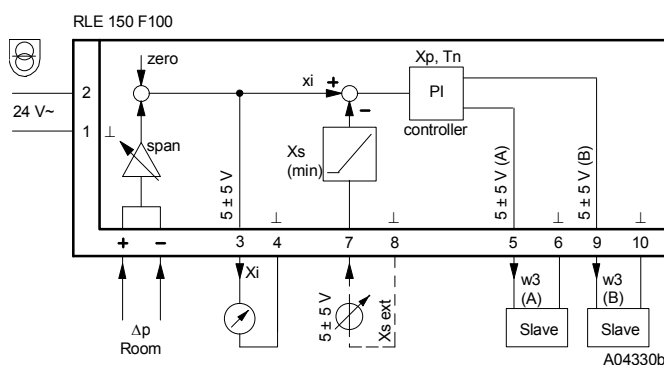 RLE 150 F100
zero
Xp, Tn
xi
+
2
PI
-
24 V~
controller
1
⊥
span
Xs
(min)
5 ± 5 V
5 ± 5 V (A)
5 ± 5 V (B)
⊥
⊥
⊥
⊥
+
-
3
4
7
8
5
6
9
10
Xi
5 ± 5 V
Xs ext
w3
(A)
w3
(B)
Δp
Room
Slave
Slave
A04330b